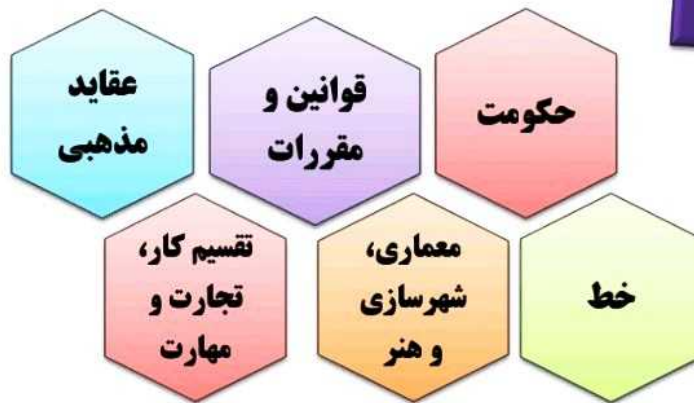 حکومت
قوانین و
مقررات
عقاید
مذهبی
خط
معماری،
شهرسازی
و هنر
تقسیم کار،
تجارت و
مهارت